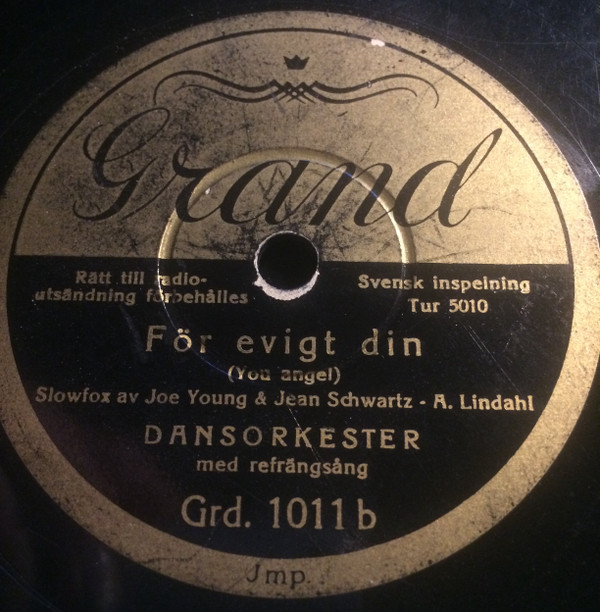 Grand
Rätt till radio-
utsändning förbehålles
Svensk inspelning
Tur 5010
För evigt din
(You angel)
Slowfox av Joe Young & Jean Schwartz - A. Lindahl
DANSORKESTER
med refrängsång
Grd. 1011 b
Jmp.